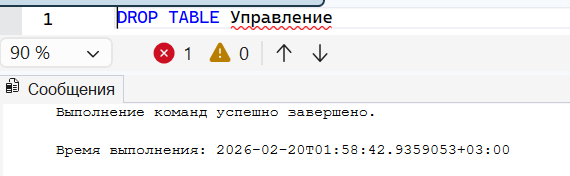 1 DROP TABLE Управление
90 % 1 0
Сообщения
Выполнение команд успешно завершено.
Время выполнения: 2026-02-20T01:58:42.9359053+03:00